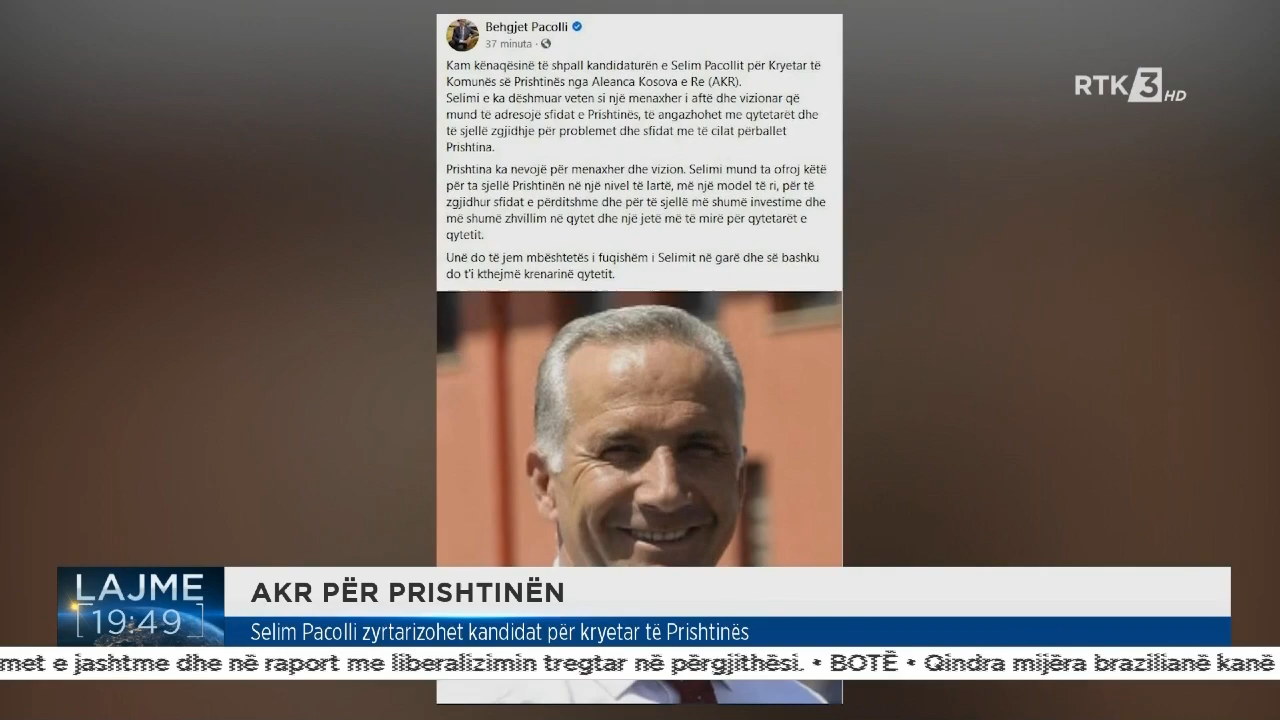 Behgjet Pacolli
37 minuta ·
Kam kënaqësinë të shpall kandidaturën e Selim Pacollit për Kryetar të
Komunës së Prishtinës nga Aleanca Kosova e Re (AKR).
Selimi e ka dëshmuar veten si një menaxher i aftë dhe vizionar që
mund të adresojë sfidat e Prishtinës, të angazhohet me qytetarët dhe
të sjellë zgjidhje për problemet dhe sfidat me të cilat përballet
Prishtina.
Prishtina ka nevojë për menaxher dhe vizion. Selimi mund ta ofroj këtë
për ta sjellë Prishtinën në një nivel të lartë, më një model të ri, për të
zgjidhur sfidat e përditshme dhe për të sjellë më shumë investime dhe
më shumë zhvillim në qytet dhe një jetë më të mirë për qytetarët e
qytetit.
Unë do të jem mbështetës i fuqishëm i Selimit në garë dhe së bashku
do t'i kthejmë krenarinë qytetit.
RTK 3 HD
LAJME
19:49
AKR PËR PRISHTINËN
Selim Pacolli zyrtarizohet kandidat për kryetar të Prishtinës
met e jashtme dhe në raport me liberalizimin tregtar në përgjithësi. • BOTË • Qindra mijëra brazilianë kanë